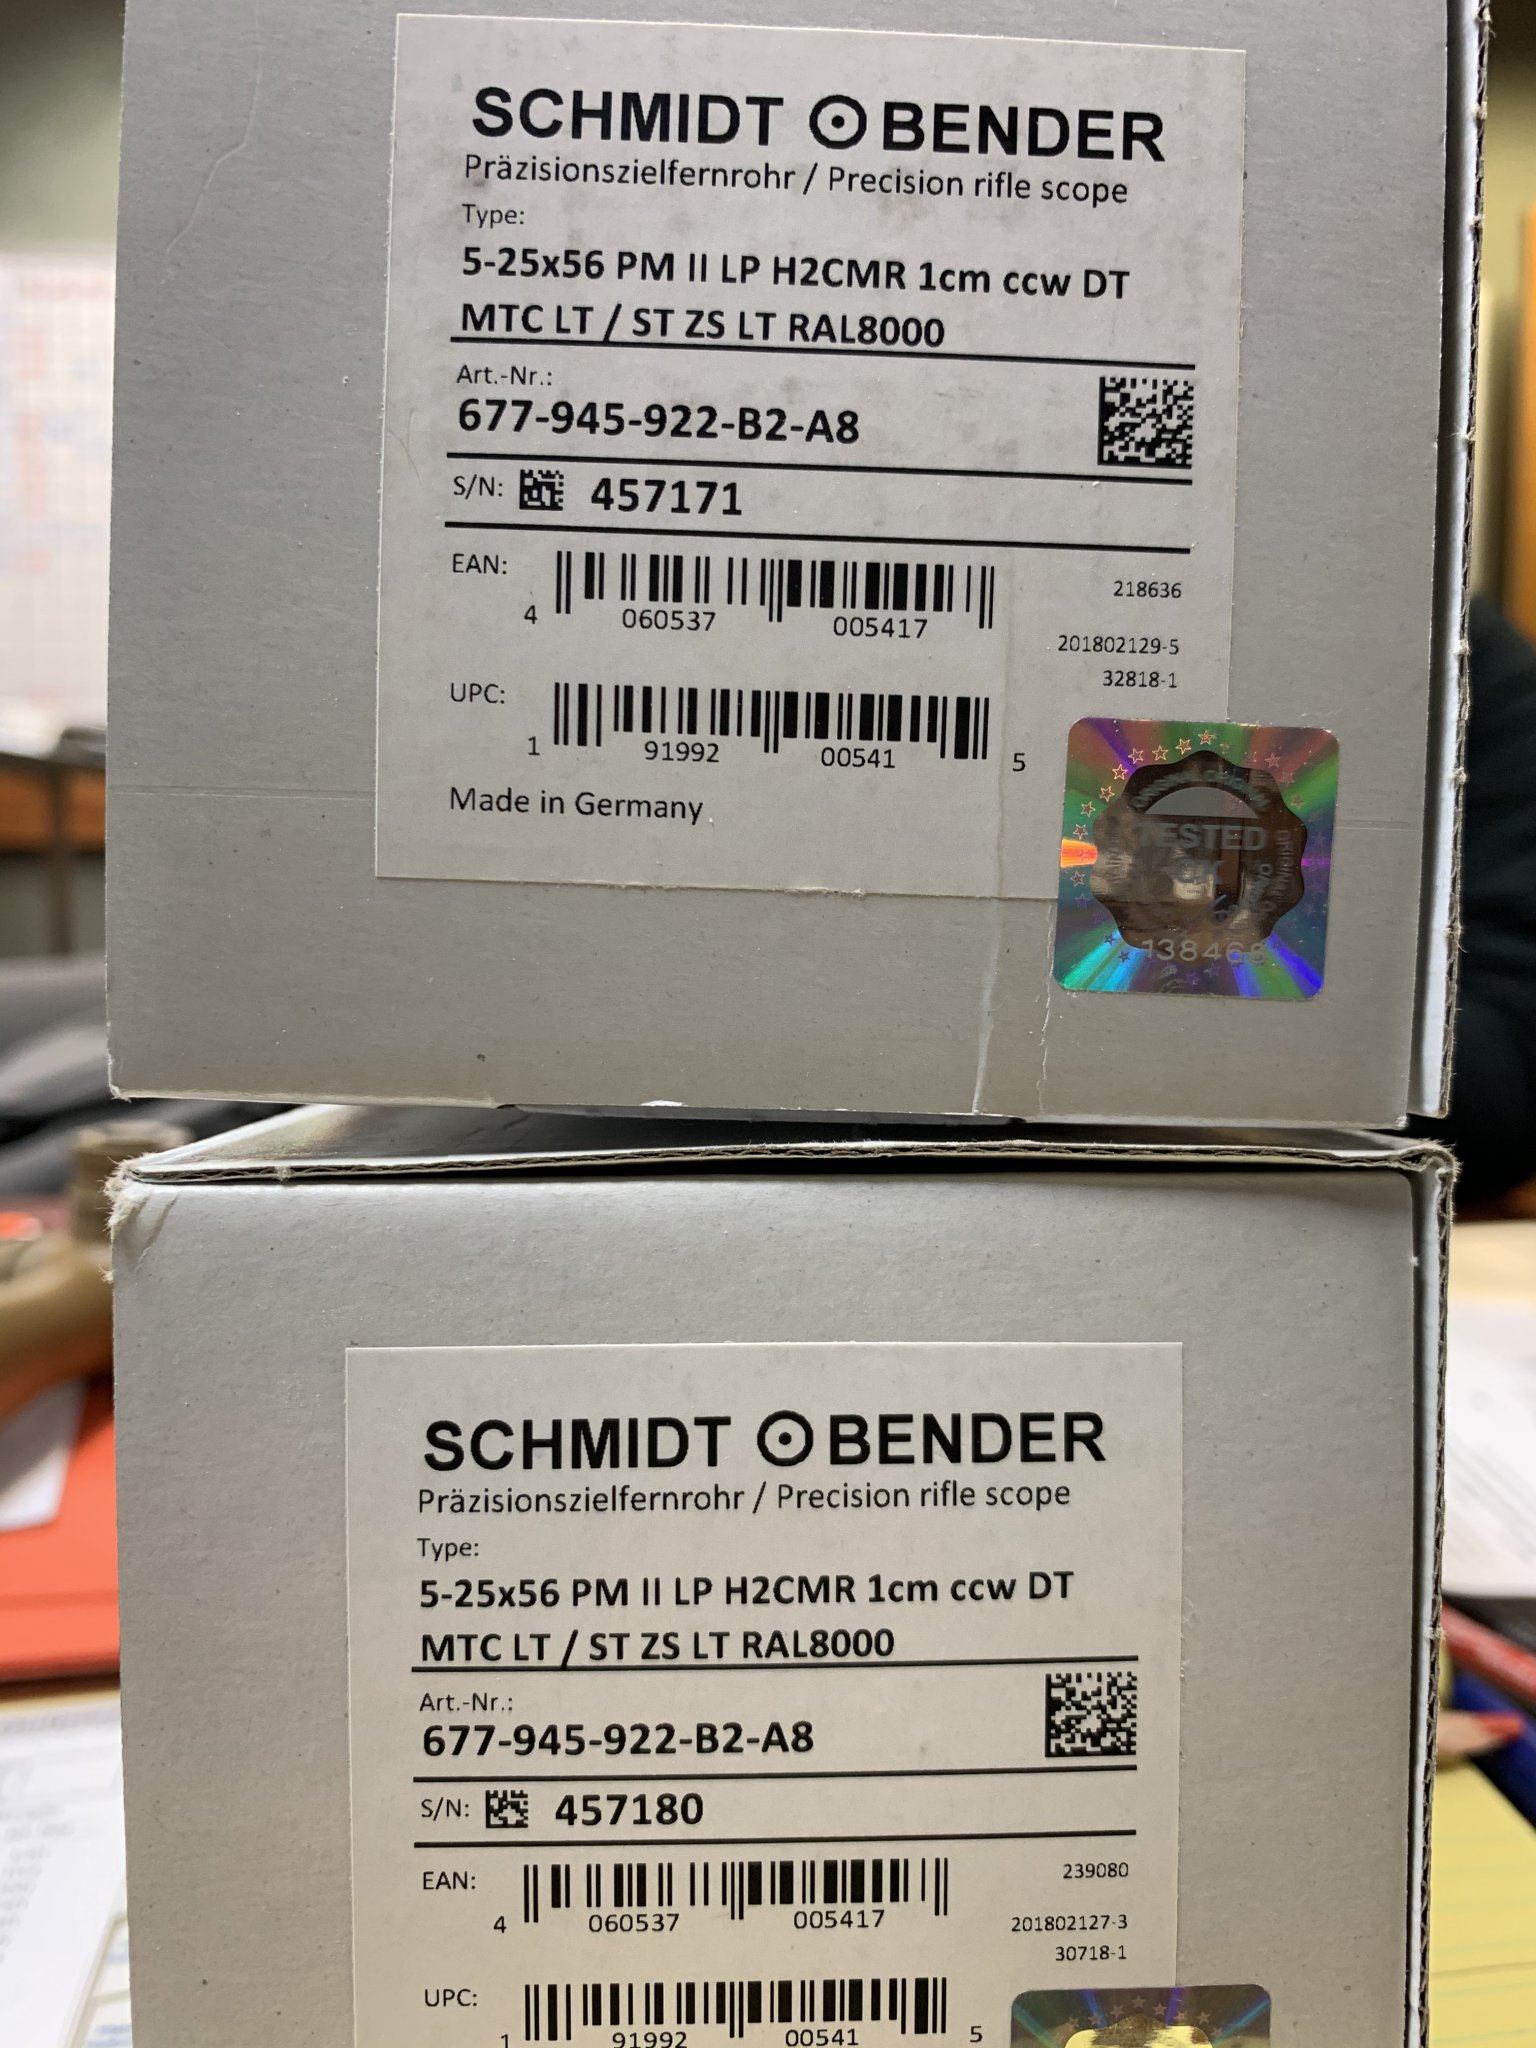 SCHMIDT BENDER
Präzisionszielfernrohr / Precision rifle scope
Type:
5-25x56 PM II LP H2CMR 1cm ccw DT
MTC LT / ST ZS LT RAL8000
Art.-Nr.:
677-945-922-B2-A8
S/N: 457171
EAN:
4 060537 005417
218636
201802129-5
32818-1
UPC:
1 91992 00541 5
Made in Germany
TESTED
OK
138468
SCHMIDT BENDER
Präzisionszielfernrohr / Precision rifle scope
Type:
5-25x56 PM II LP H2CMR 1cm ccw DT
MTC LT / ST ZS LT RAL8000
Art.-Nr.:
677-945-922-B2-A8
S/N: 457180
EAN:
4 060537 005417
239080
201802127-3
30718-1
UPC:
1 91992 00541 5